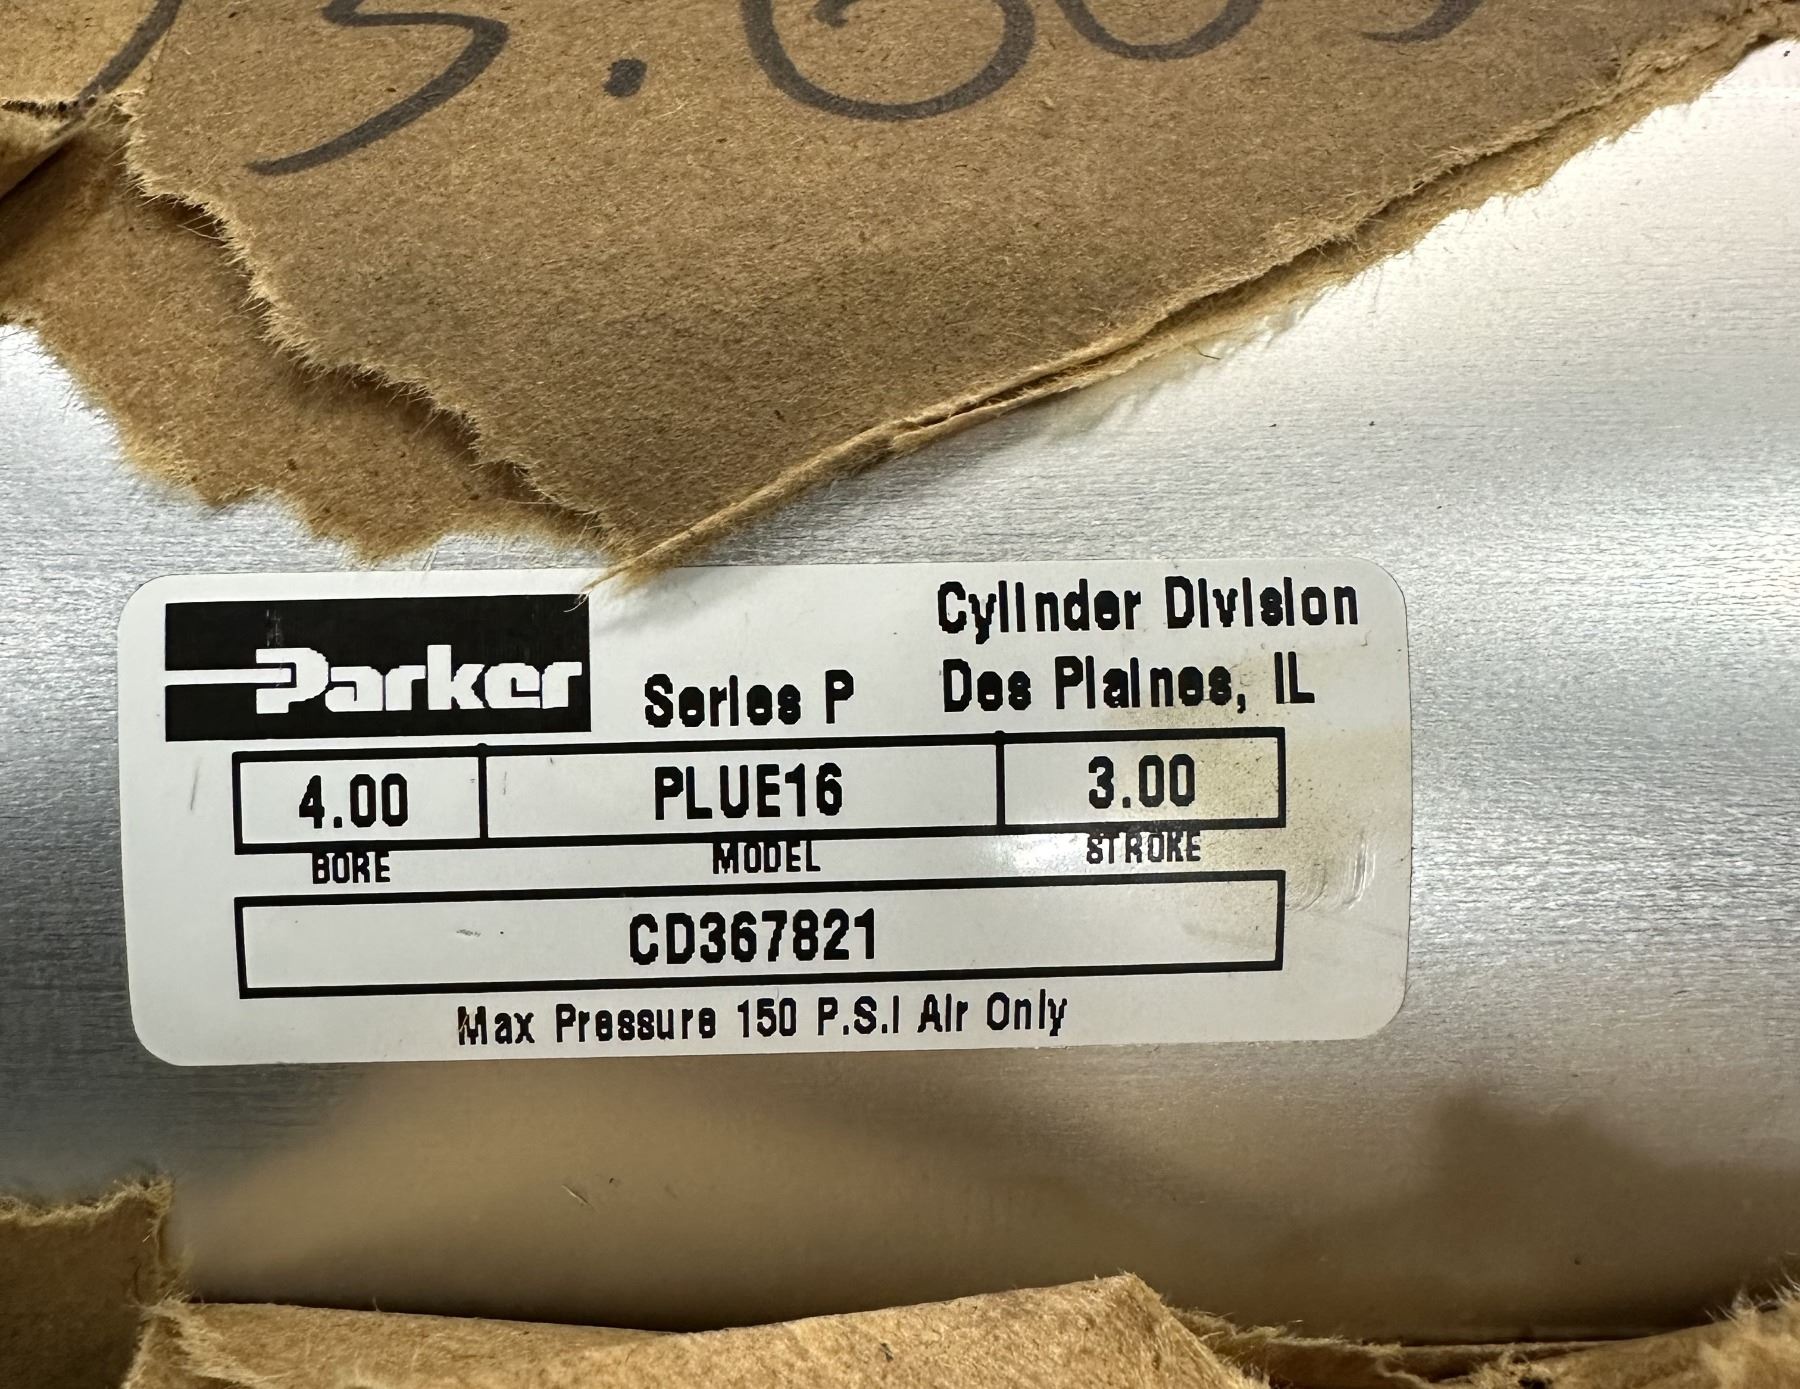 Parker
Series P
Cylinder Division
Des Plaines, IL
4.00 PLUE16 3.00
BORE MODEL STROKE
CD367821
Max Pressure 150 P.S.I Air Only